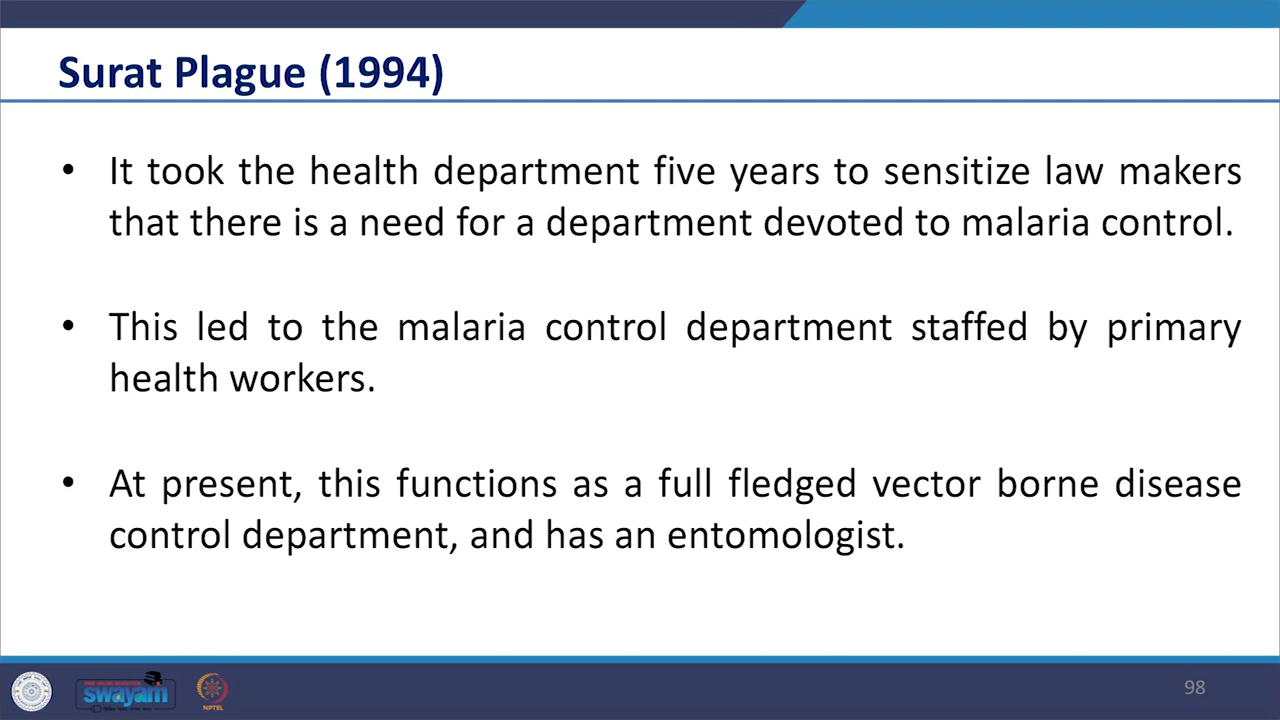 Surat Plague (1994)
• It took the health department five years to sensitize law makers
that there is a need for a department devoted to malaria control.
• This led to the malaria control department staffed by primary
health workers.
• At present, this functions as a full fledged vector borne disease
control department, and has an entomologist.
swayam
NPTEL
98